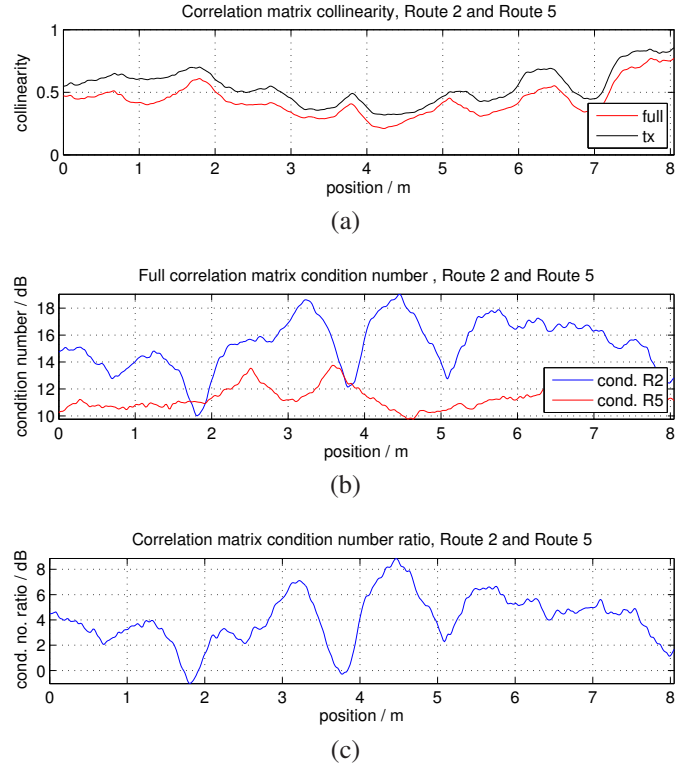 Correlation matrix collinearity, Route 2 and Route 5
1
0.5
0
collinearity
full
tx
0 1 2 3 4 5 6 7 8
position / m
(a)
Full correlation matrix condition number , Route 2 and Route 5
18
16
14
12
10
condition number / dB
cond. R2
cond. R5
0 1 2 3 4 5 6 7 8
position / m
(b)
Correlation matrix condition number ratio, Route 2 and Route 5
8
6
4
2
0
cond. no. ratio / dB
0 1 2 3 4 5 6 7 8
position / m
(c)